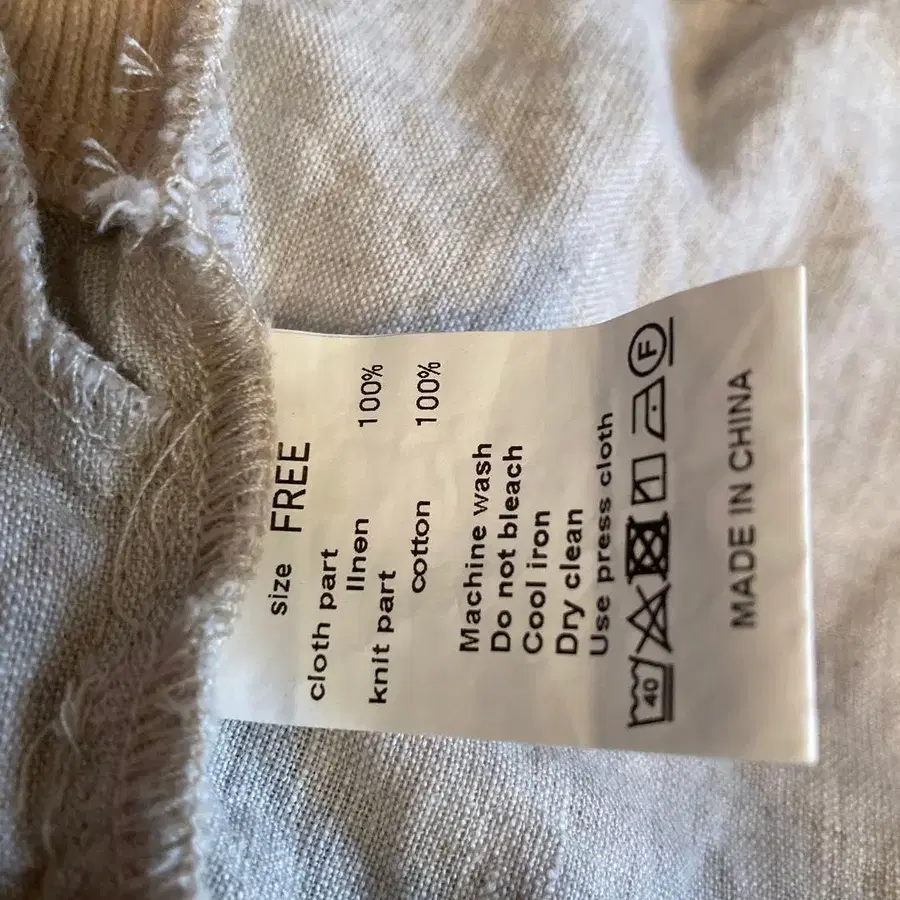 size FREE
cloth part
lInen 100%
knit part
cotton 100%
Machine wash
Do not bleach
Cool iron
Dry clean
Use press cloth
40 F
MADE IN CHINA